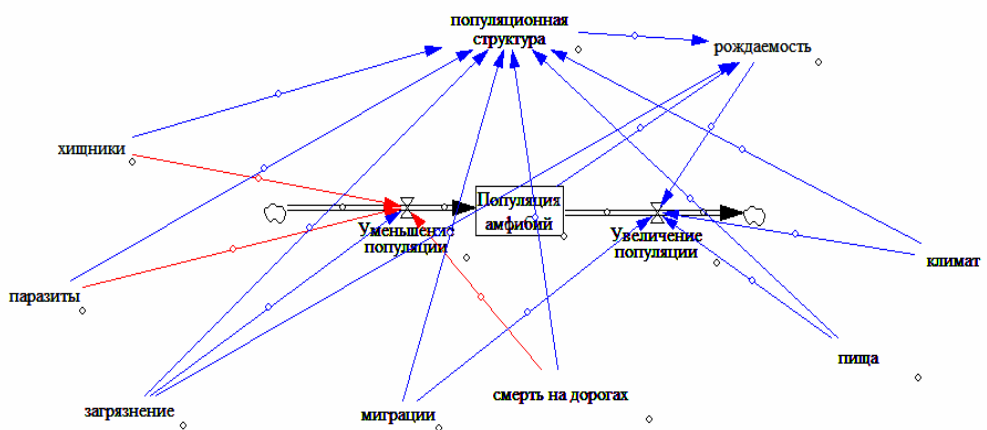 популяционная
структура
рождаемость
хищники
Популяция
амфибий
Уменьшение
популяции
Увеличение
популяции
климат
паразиты
пища
смерть на дорогах
загрязнение
миграции